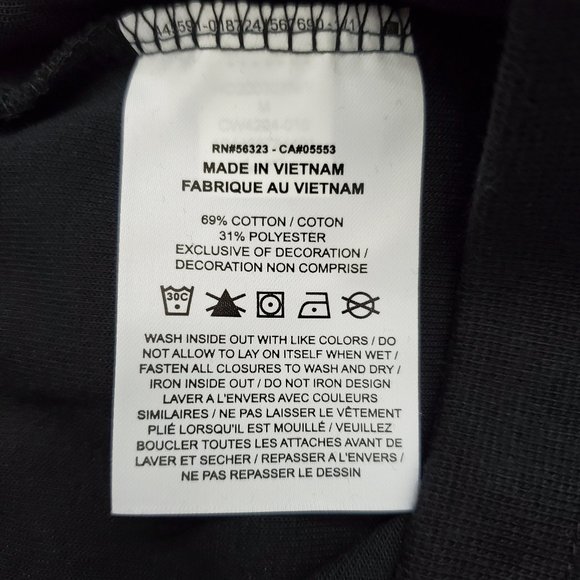 RN#56323 - CA#05553
MADE IN VIETNAM
FABRIQUE AU VIETNAM
69% COTTON / COTON
31% POLYESTER
EXCLUSIVE OF DECORATION /
DECORATION NON COMPRISE
30C
WASH INSIDE OUT WITH LIKE COLORS / DO
NOT ALLOW TO LAY ON ITSELF WHEN WET /
FASTEN ALL CLOSURES TO WASH AND DRY /
IRON INSIDE OUT / DO NOT IRON DESIGN
LAVER A L'ENVERS AVEC COULEURS
SIMILAIRES / NE PAS LAISSER LE VÊTEMENT
PLIÉ LORSQU'IL EST MOUILLÉ / VEUILLEZ
BOUCLER TOUTES LES ATTACHES AVANT DE
LAVER ET SECHER / REPASSER A L'ENVERS /
NE PAS REPASSER LE DESSIN